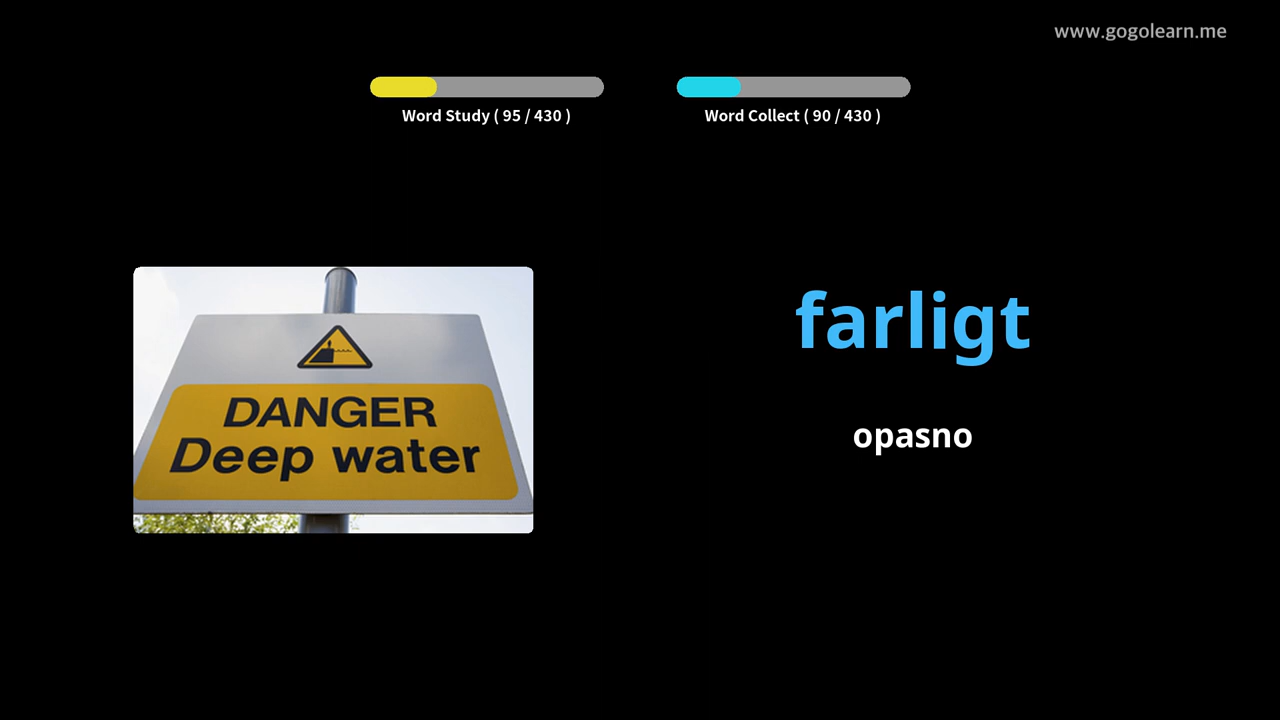 www.gogolearn.me
Word Study ( 95 / 430 )
Word Collect ( 90 / 430 )
DANGER
Deep water
farligt
opasno